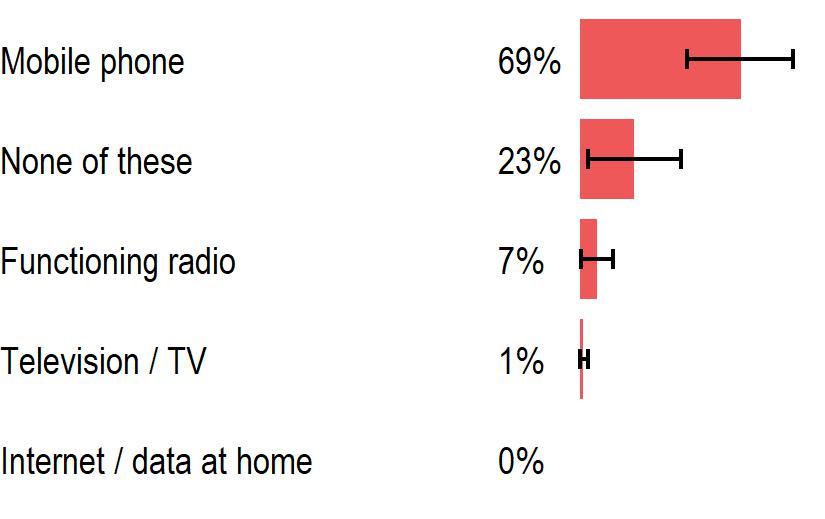 Mobile phone 69%
None of these 23%
Functioning radio 7%
Television / TV 1%
Internet / data at home 0%